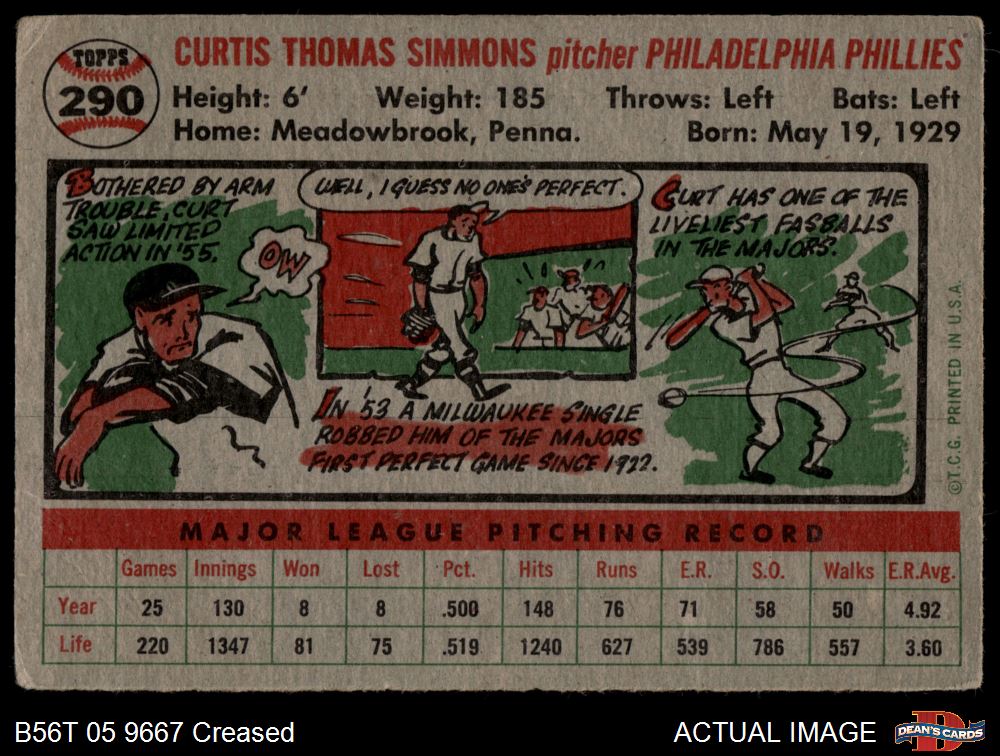 TOPPS
290
CURTIS THOMAS SIMMONS pitcher PHILADELPHIA PHILLIES
Height: 6' Weight: 185 Throws: Left Bats: Left
Home: Meadowbrook, Penna. Born: May 19, 1929
BOTHERED BY ARM
TROUBLE, CURT
SAW LIMITED
ACTION IN '55.
OW
WELL, I GUESS NO ONE'S PERFECT.
IN '53 A MILWAUKEE SINGLE
ROBBED HIM OF THE MAJORS
FIRST PERFECT GAME SINCE 1922.
CURT HAS ONE OF THE
LIVELIEST FASBALLS
IN THE MAJORS.
©T.C.G. PRINTED IN U.S.A.
MAJOR LEAGUE PITCHING RECORD
Games Innings Won Lost Pct. Hits Runs E.R. S.O. Walks E.R.Avg.
Year 25 130 8 8 .500 148 76 71 58 50 4.92
Life 220 1347 81 75 .519 1240 627 539 786 557 3.60
B56T 05 9667 Creased ACTUAL IMAGE
DEAN'S CARDS